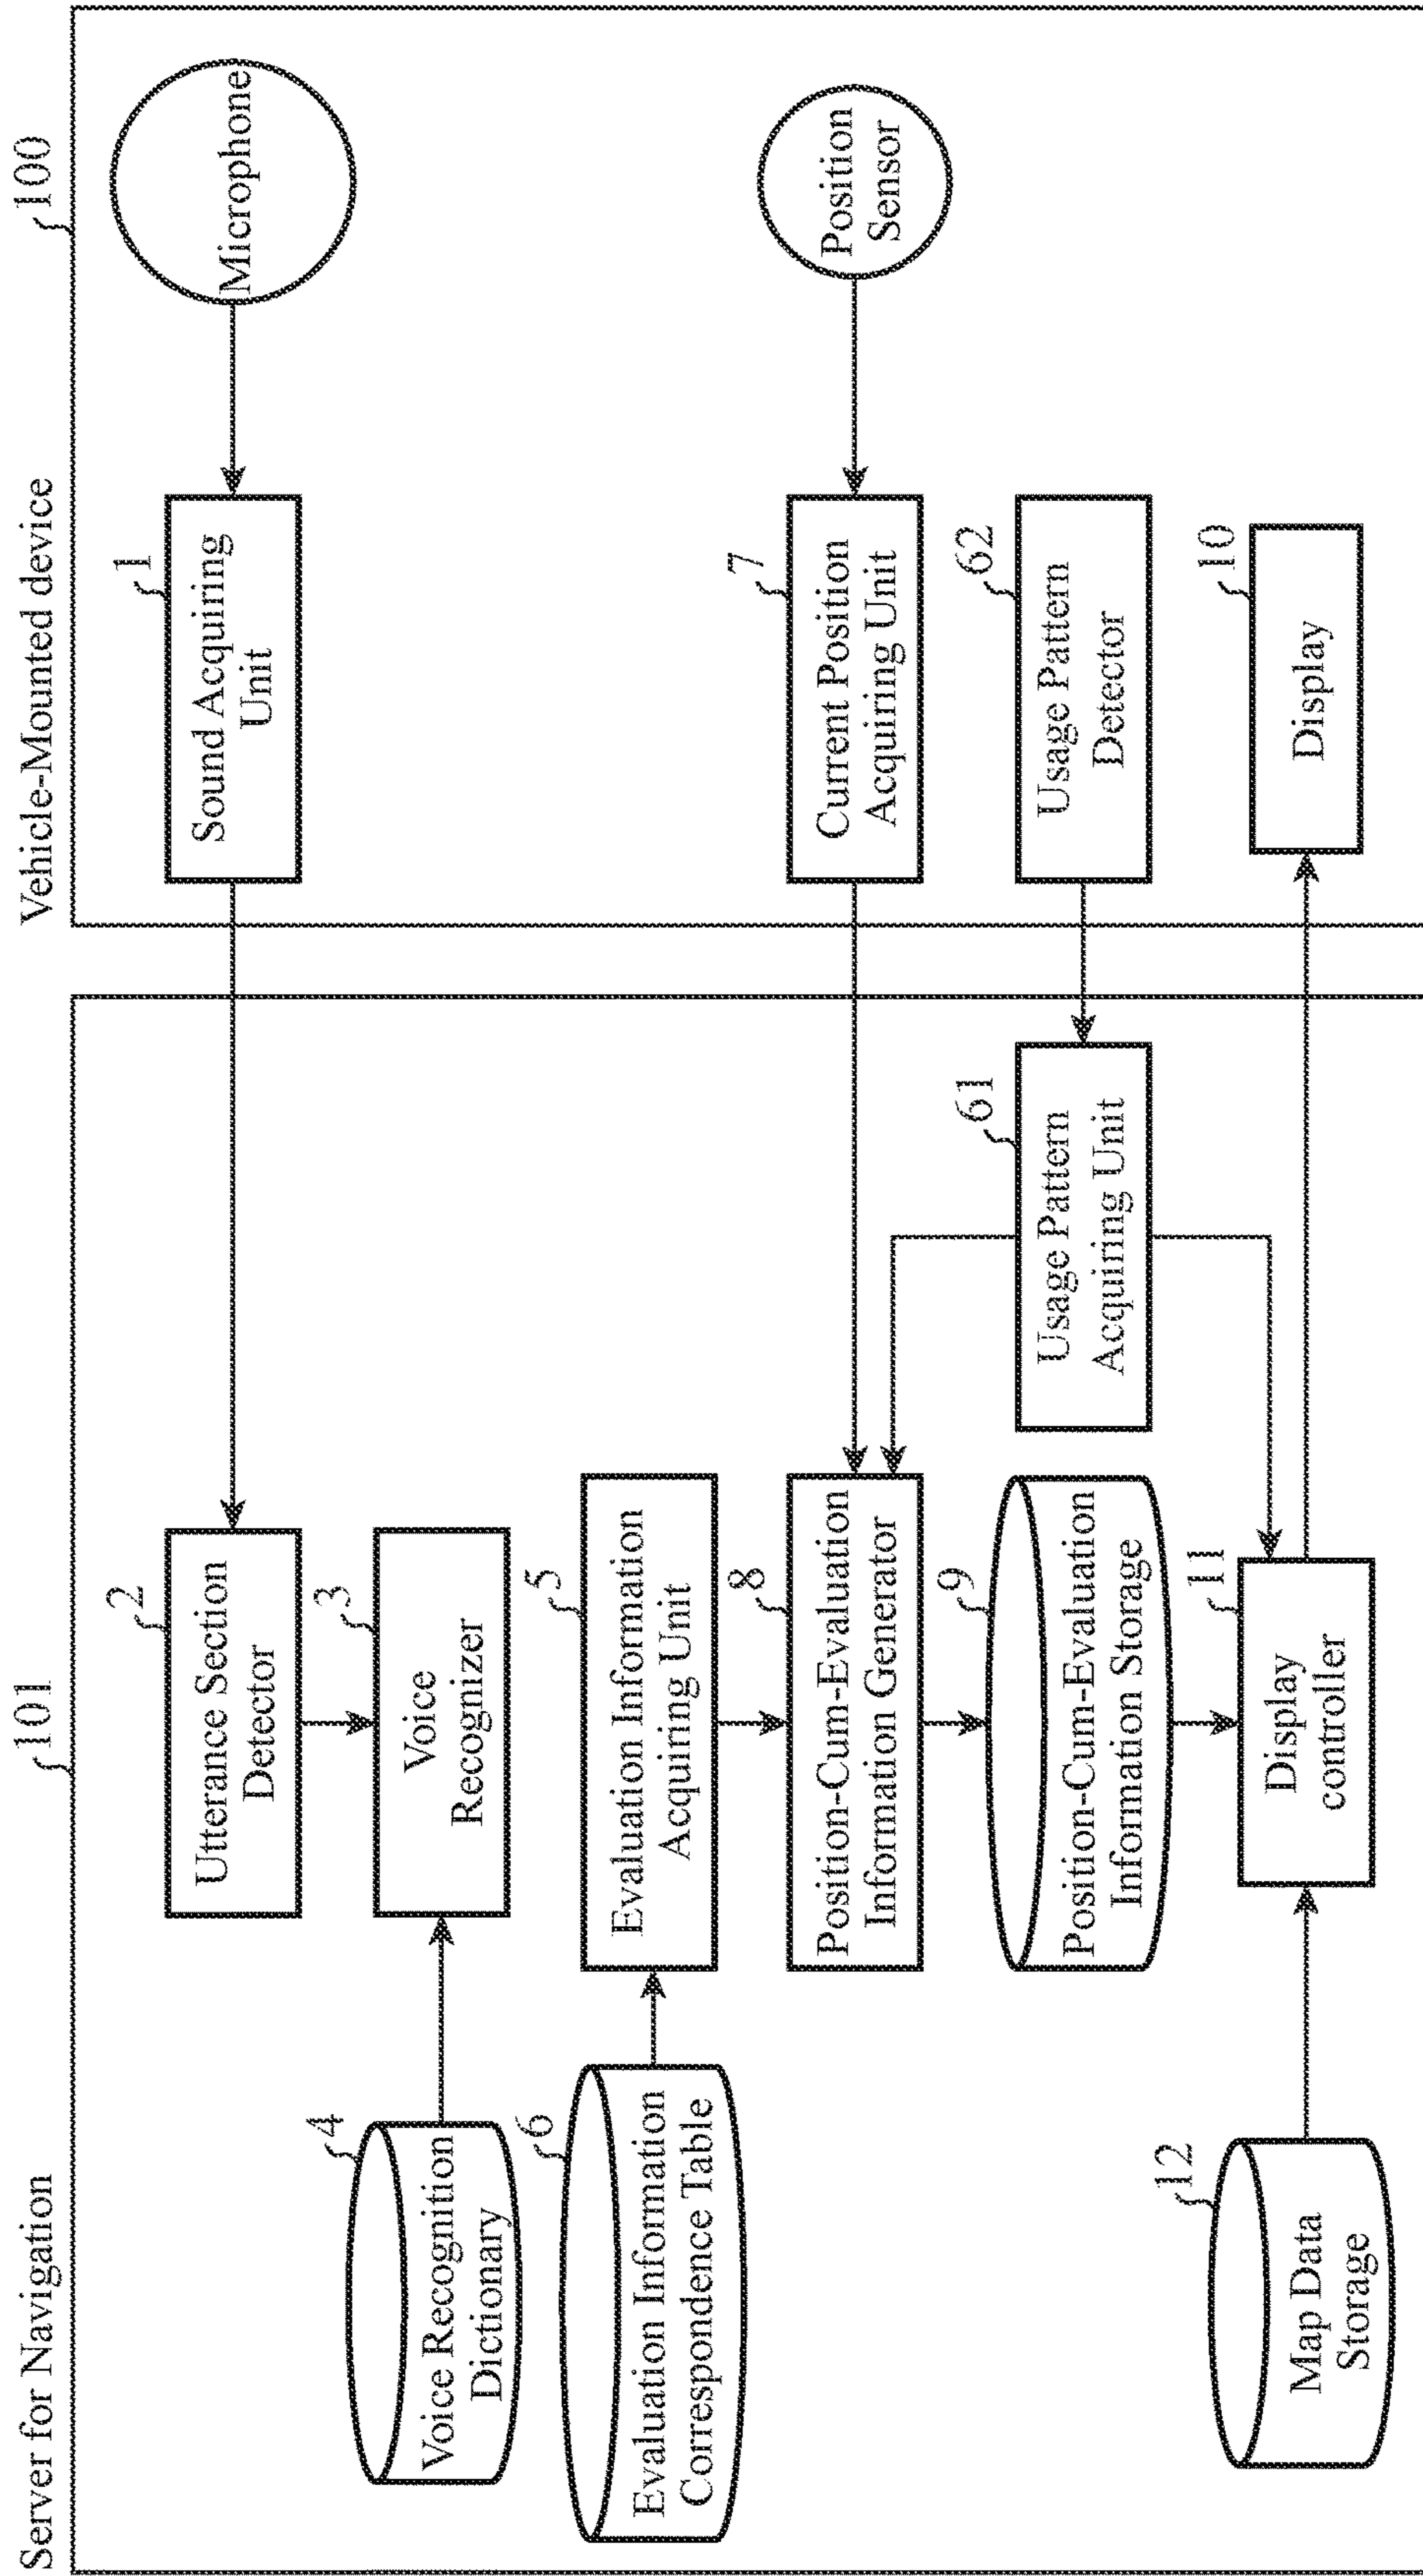 Server for Navigation
101
Vehicle-Mounted device
100
2
Utterance Section
Detector
1
Sound Acquiring
Unit
Microphone
4
Voice Recognition
Dictionary
3
Voice
Recognizer
6
Evaluation Information
Correspondence Table
5
Evaluation Information
Acquiring Unit
8
Position-Cum-Evaluation
Information Generator
7
Current Position
Acquiring Unit
Position
Sensor
9
Position-Cum-Evaluation
Information Storage
61
Usage Pattern
Acquiring Unit
62
Usage Pattern
Detector
12
Map Data
Storage
11
Display
controller
10
Display